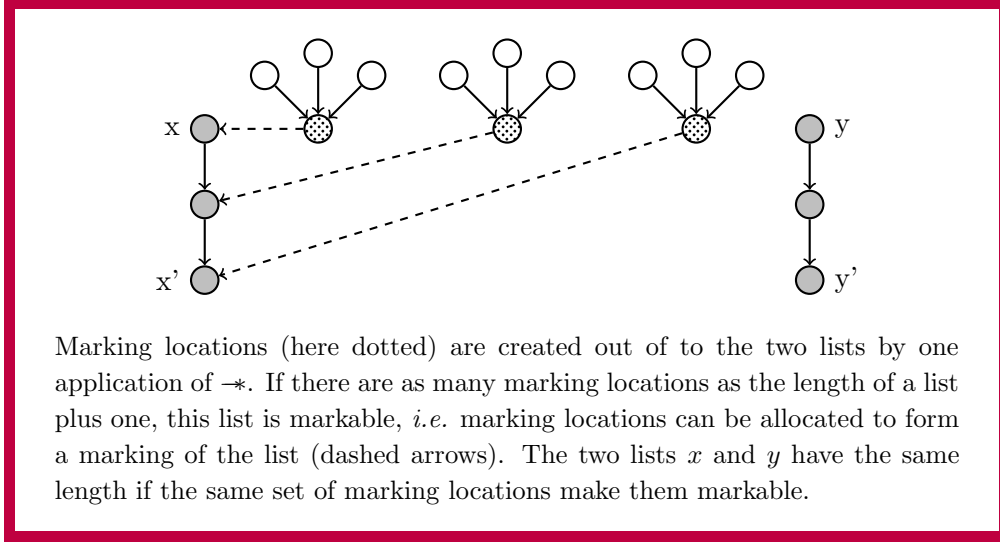 x
y
x'
y'
Marking locations (here dotted) are created out of to the two lists by one
application of −∗. If there are as many marking locations as the length of a list
plus one, this list is markable, i.e. marking locations can be allocated to form
a marking of the list (dashed arrows). The two lists x and y have the same
length if the same set of marking locations make them markable.